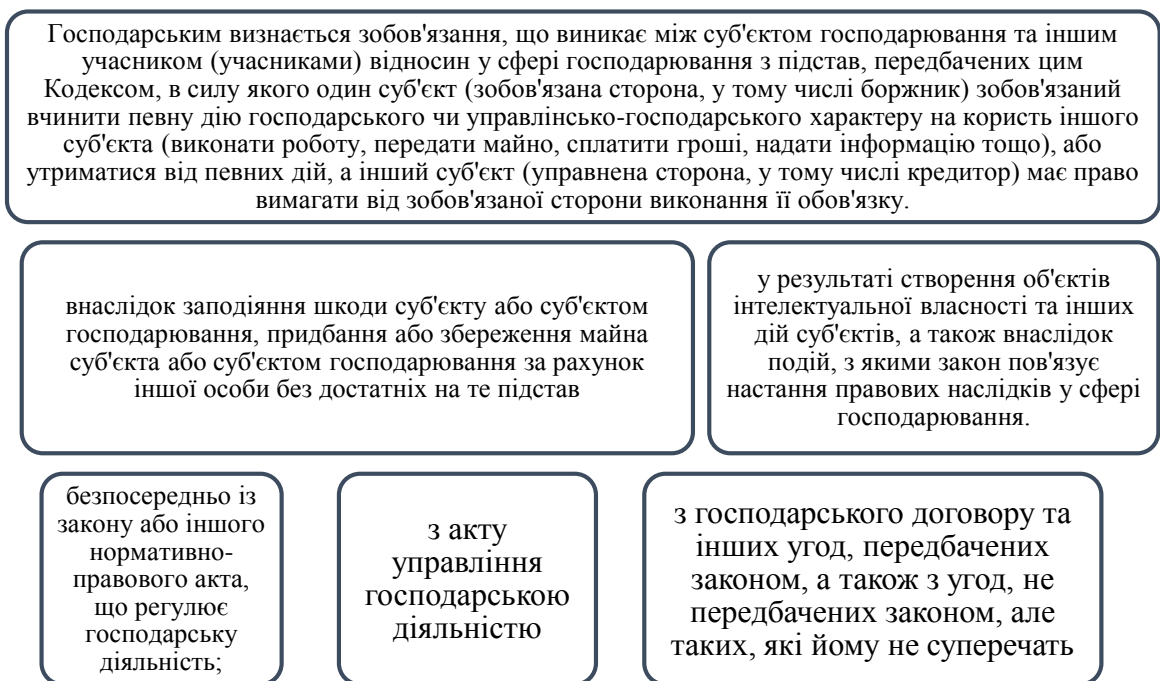 Господарським визнається зобов'язання, що виникає між суб'єктом господарювання та іншим
учасником (учасниками) відносин у сфері господарювання з підстав, передбачених цим
Кодексом, в силу якого один суб'єкт (зобов'язана сторона, у тому числі боржник) зобов'язаний
вчинити певну дію господарського чи управлінсько-господарського характеру на користь іншого
суб'єкта (виконати роботу, передати майно, сплатити гроші, надати інформацію тощо), або
утриматися від певних дій, а інший суб'єкт (управнена сторона, у тому числі кредитор) має право
вимагати від зобов'язаної сторони виконання її обов'язку.
внаслідок заподіяння шкоди суб'єкту або суб'єктом
господарювання, придбання або збереження майна
суб'єкта або суб'єктом господарювання за рахунок
іншої особи без достатніх на те підстав
у результаті створення об'єктів
інтелектуальної власності та інших
дій суб'єктів, а також внаслідок
подій, з якими закон пов'язує
настання правових наслідків у сфері
господарювання.
безпосередньо із
закону або іншого
нормативно-
правового акта,
що регулює
господарську
діяльність;
з акту
управління
господарською
діяльністю
з господарського договору та
інших угод, передбачених
законом, а також з угод, не
передбачених законом, але
таких, які йому не суперечать